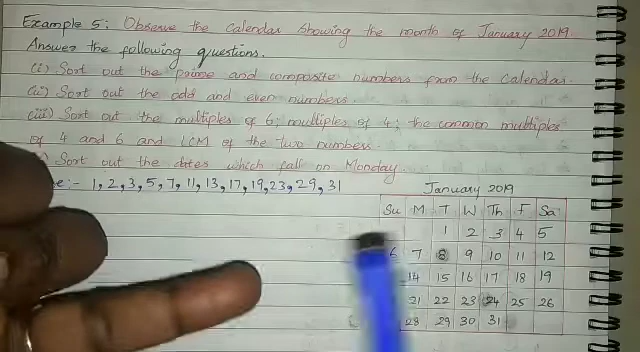 Example 5: Observe the Calendar showing the month of January 2019.
Answer the following questions.
(i) Sort out the prime and composite numbers from the calendar.
(ii) Sort out the odd and even numbers.
(iii) Sort out the multiples of 6; multiples of 4; the common multiples
of 4 and 6 and LCM of the two numbers.
Sort out the dates which fall on Monday.
:- 1, 2, 3, 5, 7, 11, 13, 17, 19, 23, 29, 31
January 2019
Su M T W Th F Sa
1 2 3 4 5
6 7 8 9 10 11 12
14 15 16 17 18 19
21 22 23 24 25 26
28 29 30 31